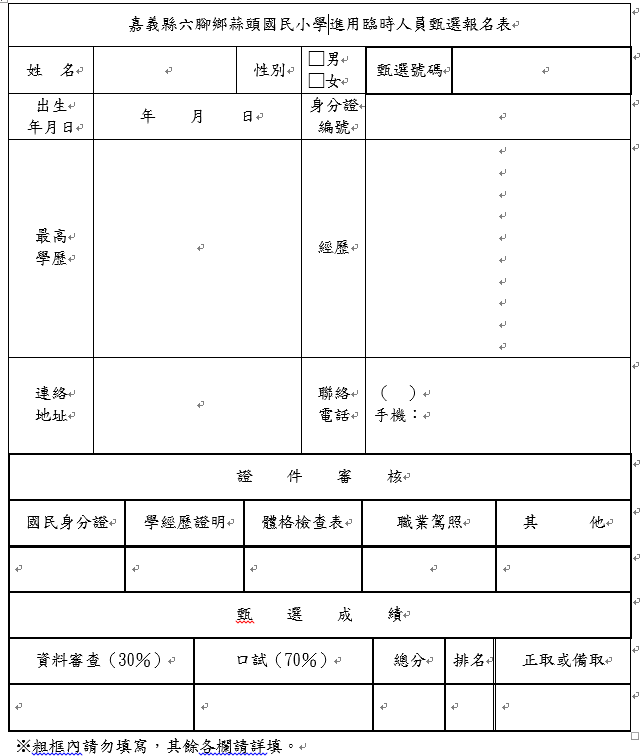 嘉義縣六腳鄉蒜頭國民小學進用臨時人員甄選報名表
姓 名
性別
□男
□女
甄選號碼
出生
年月日
年 月 日
身分證
編號
最高
學歷
經歷
連絡
地址
聯絡
電話
( )
手機：
證 件 審 核
國民身分證 學經歷證明 體格檢查表 職業駕照 其 他
甄 選 成 績
資料審查(30%) 口試(70%) 總分 排名 正取或備取
※粗框內請勿填寫，其餘各欄請詳填。